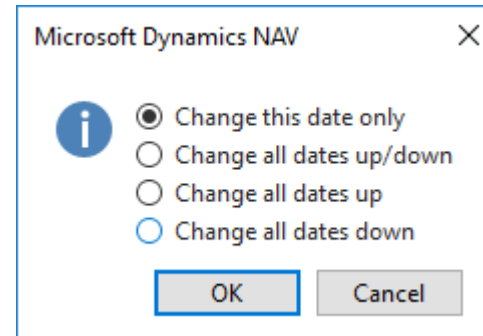 Microsoft Dynamics NAV
Change this date only
Change all dates up/down
Change all dates up
Change all dates down
OK
Cancel